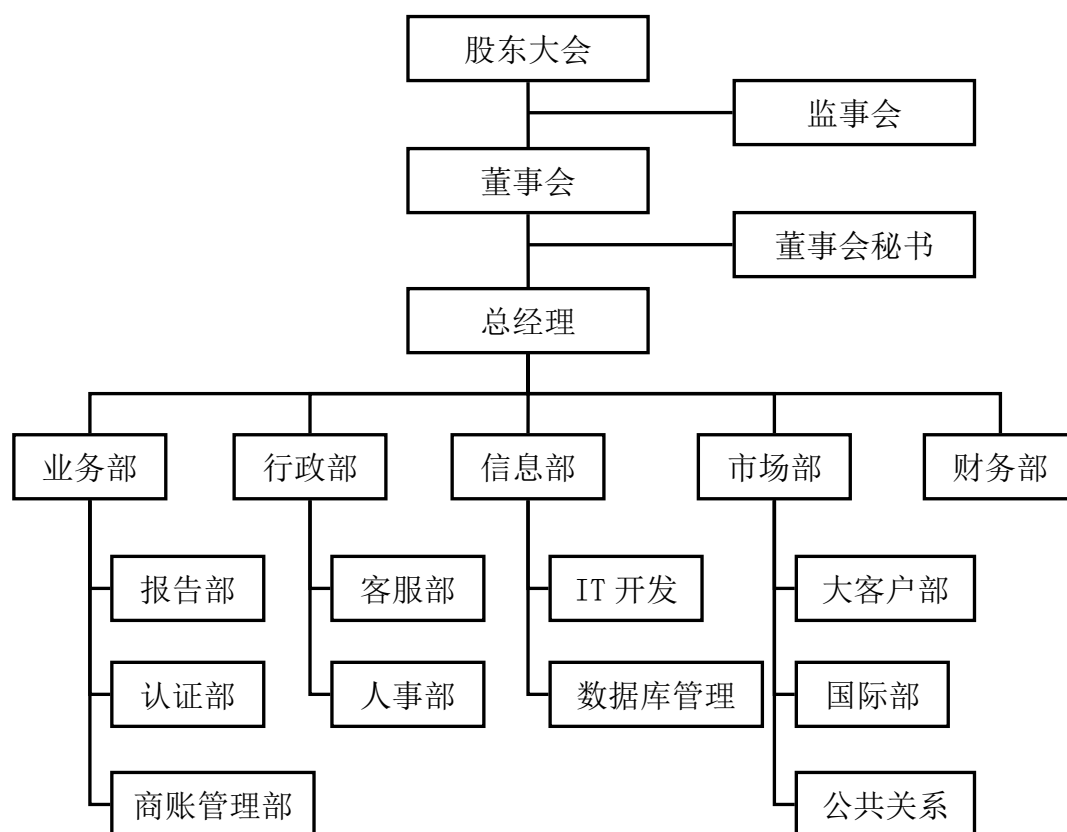 股东大会
监事会
董事会
董事会秘书
总经理
业务部
行政部
信息部
市场部
财务部
报告部
客服部
IT 开发
大客户部
认证部
人事部
数据库管理
国际部
商账管理部
公共关系